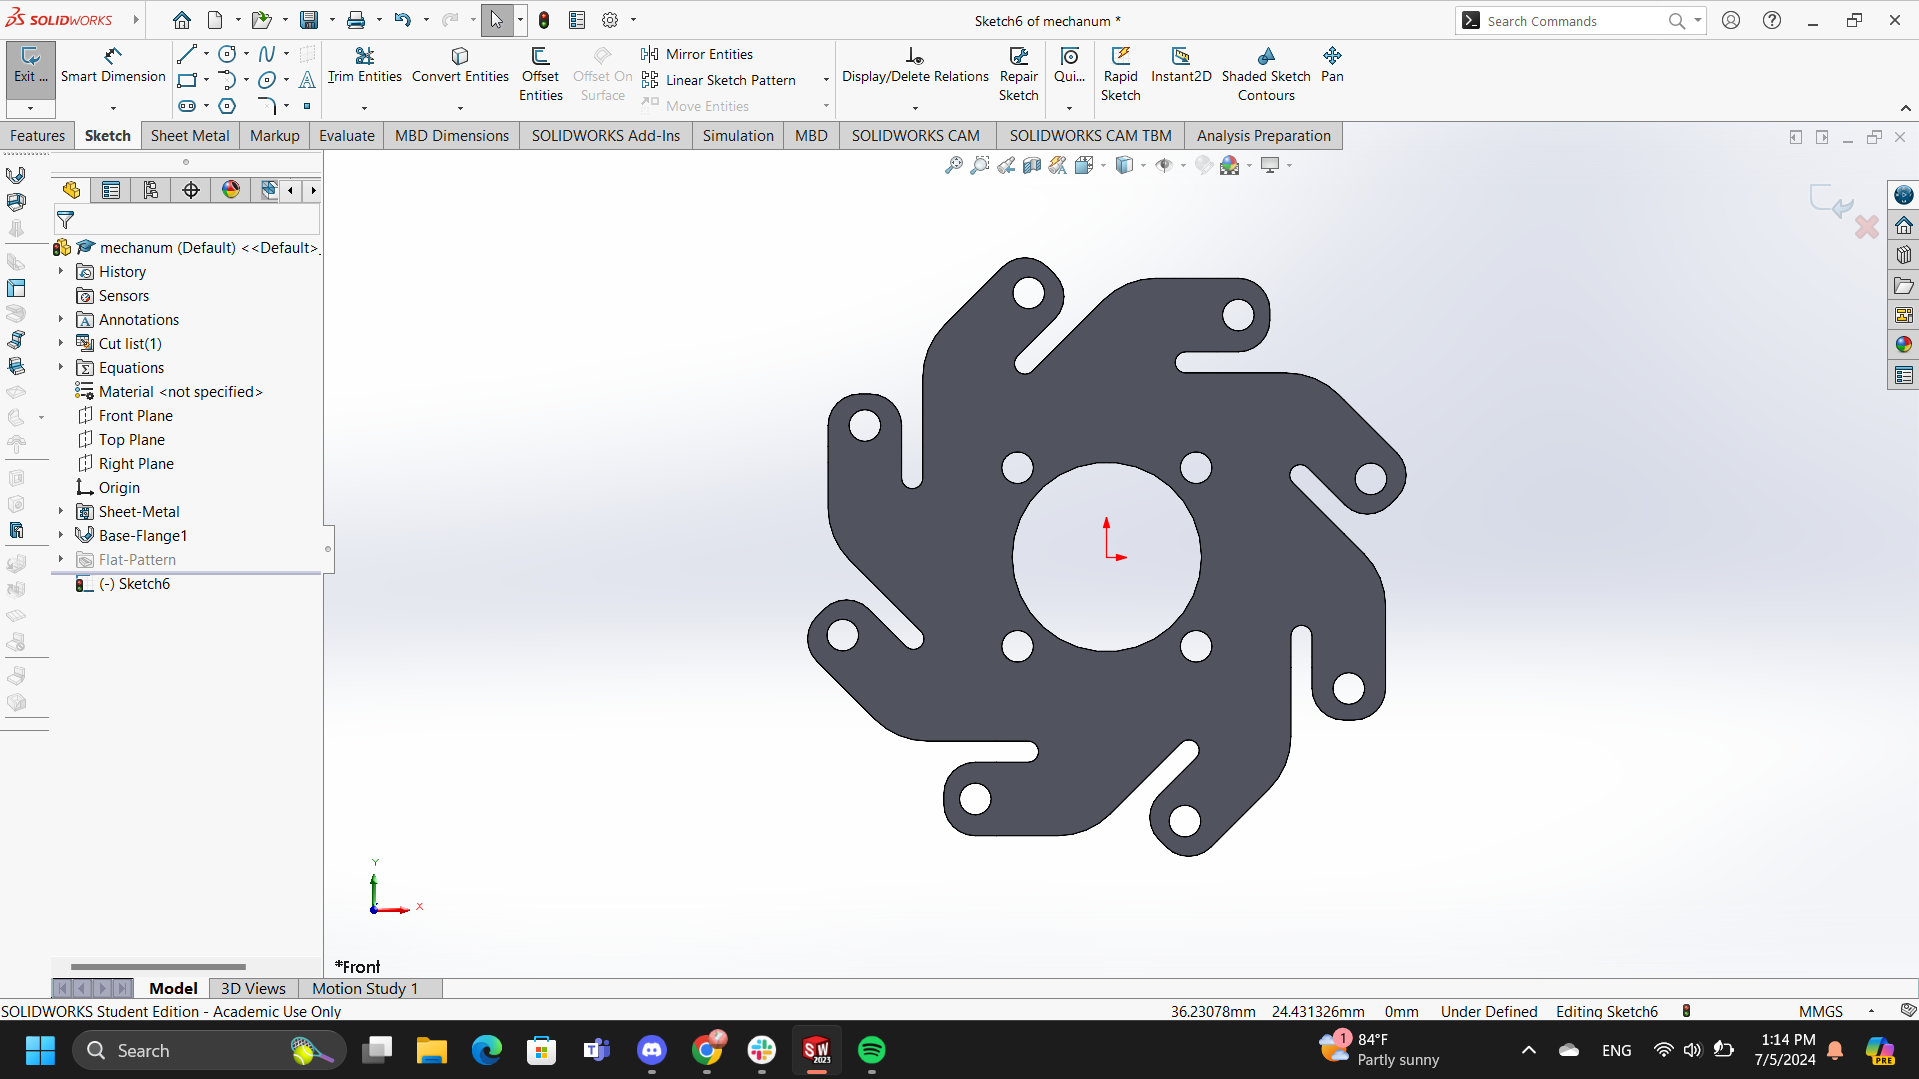 SOLIDWORKS
Sketch6 of mechanum *
Search Commands
Exit ...
Smart Dimension
Trim Entities
Convert Entities
Offset Entities
Offset On Surface
Mirror Entities
Linear Sketch Pattern
Move Entities
Display/Delete Relations
Repair Sketch
Qui...
Rapid Sketch
Instant2D
Shaded Sketch Contours
Pan
Features
Sketch
Sheet Metal
Markup
Evaluate
MBD Dimensions
SOLIDWORKS Add-Ins
Simulation
MBD
SOLIDWORKS CAM
SOLIDWORKS CAM TBM
Analysis Preparation
mechanum (Default) <<Default>
History
Sensors
Annotations
Cut list(1)
Equations
Material <not specified>
Front Plane
Top Plane
Right Plane
Origin
Sheet-Metal
Base-Flange1
Flat-Pattern
(-) Sketch6
Y
X
*Front
Model
3D Views
Motion Study 1
SOLIDWORKS Student Edition - Academic Use Only
36.23078mm
24.431326mm
0mm
Under Defined
Editing Sketch6
MMGS
Search
SW
2023
1
84°F
Partly sunny
ENG
1:14 PM
7/5/2024
PRE